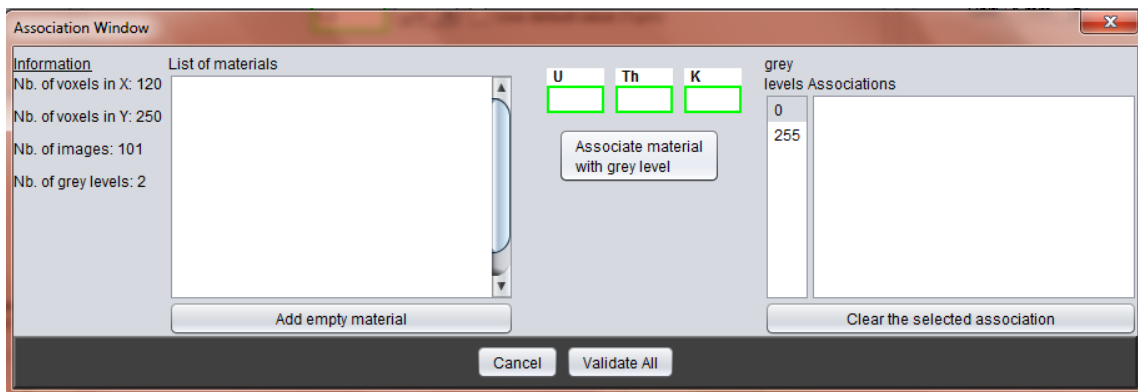 Association Window
Information
Nb. of voxels in X: 120
Nb. of voxels in Y: 250
Nb. of images: 101
Nb. of grey levels: 2
List of materials
Add empty material
U Th K
Associate material
with grey level
grey
levels Associations
0
255
Clear the selected association
Cancel Validate All